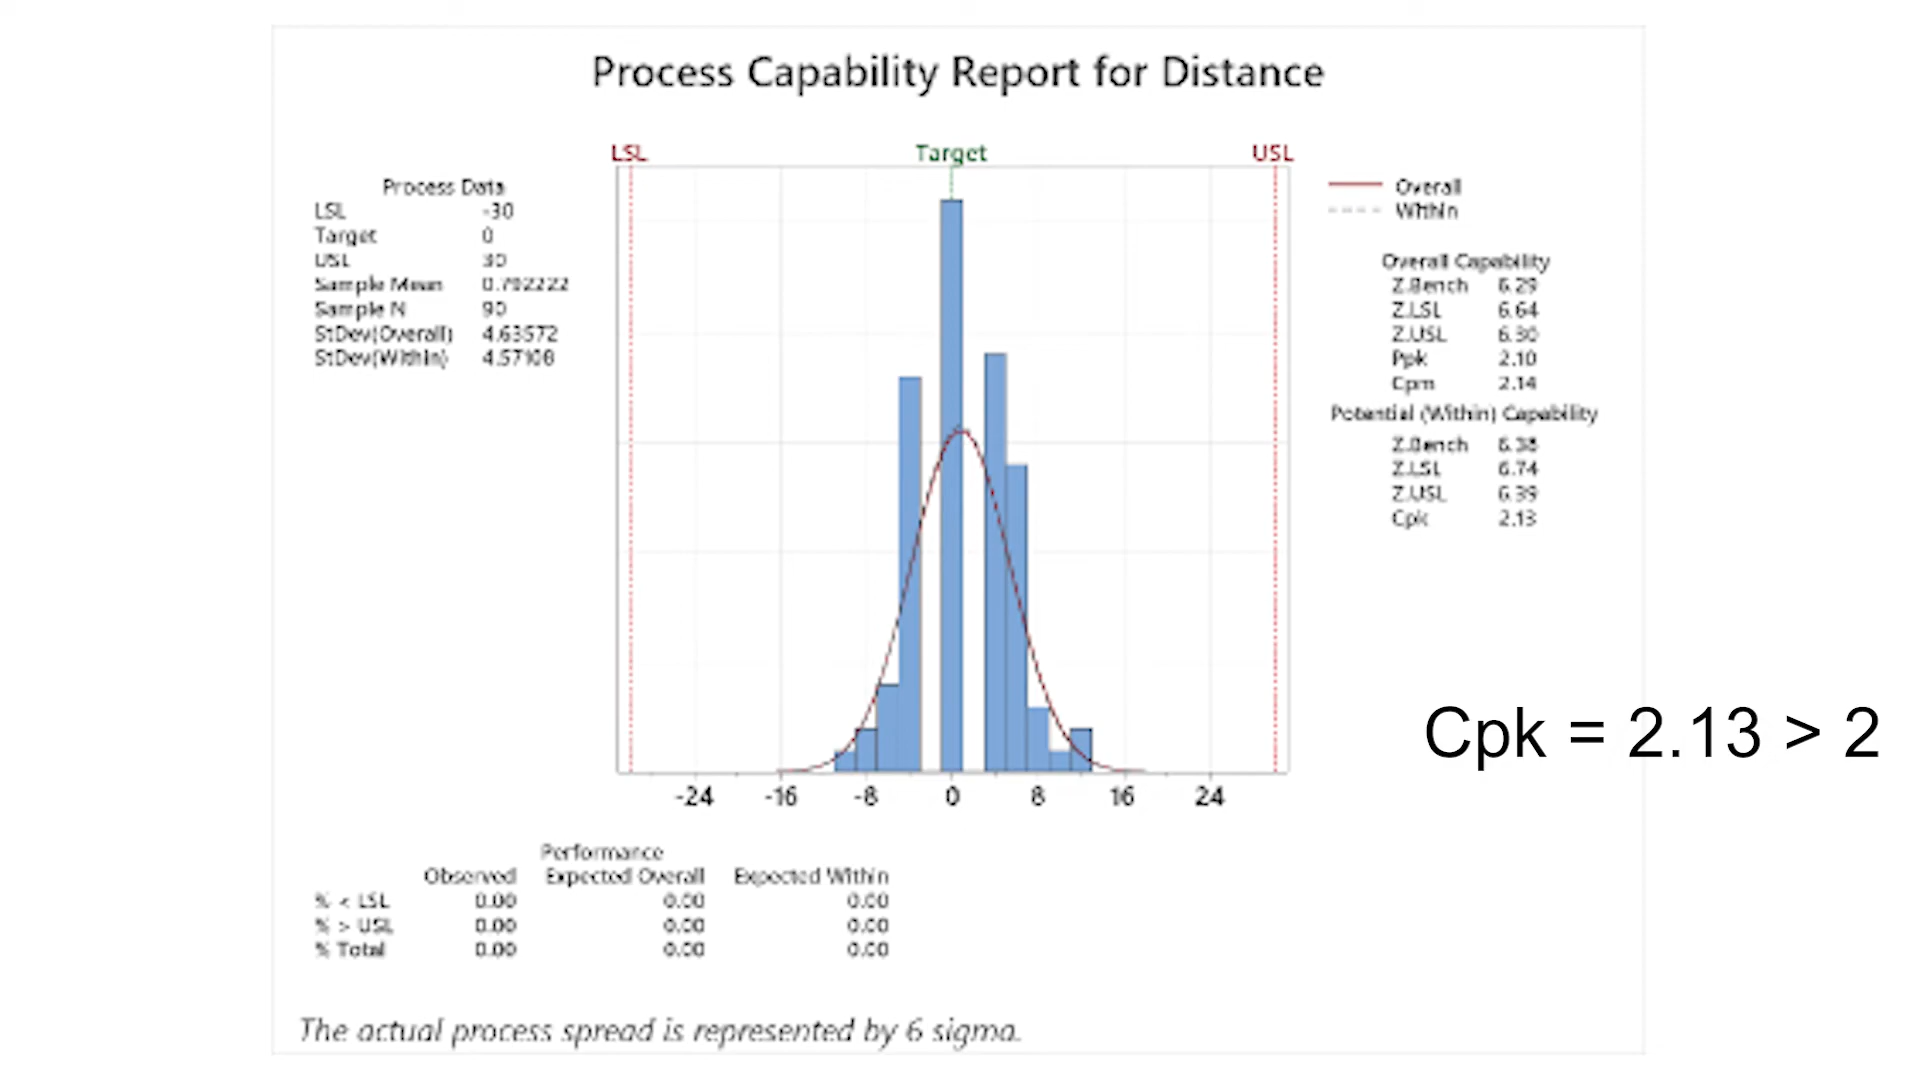 Process Capability Report for Distance
LSL Target USL
Process Data
LSL -30
Target 0
USL 30
Sample Mean 0.792222
Sample N 90
StDev(Overall) 4.63572
StDev(Within) 4.57108
Overall
Within
Overall Capability
Z.Bench 6.29
Z.LSL 6.64
Z.USL 6.30
Ppk 2.10
Cpm 2.14
Potential (Within) Capability
Z.Bench 6.38
Z.LSL 6.74
Z.USL 6.39
Cpk 2.13
Cpk = 2.13 > 2
-24 -16 -8 0 8 16 24
Performance
Observed Expected Overall Expected Within
% < LSL 0.00 0.00 0.00
% > USL 0.00 0.00 0.00
% Total 0.00 0.00 0.00
The actual process spread is represented by 6 sigma.